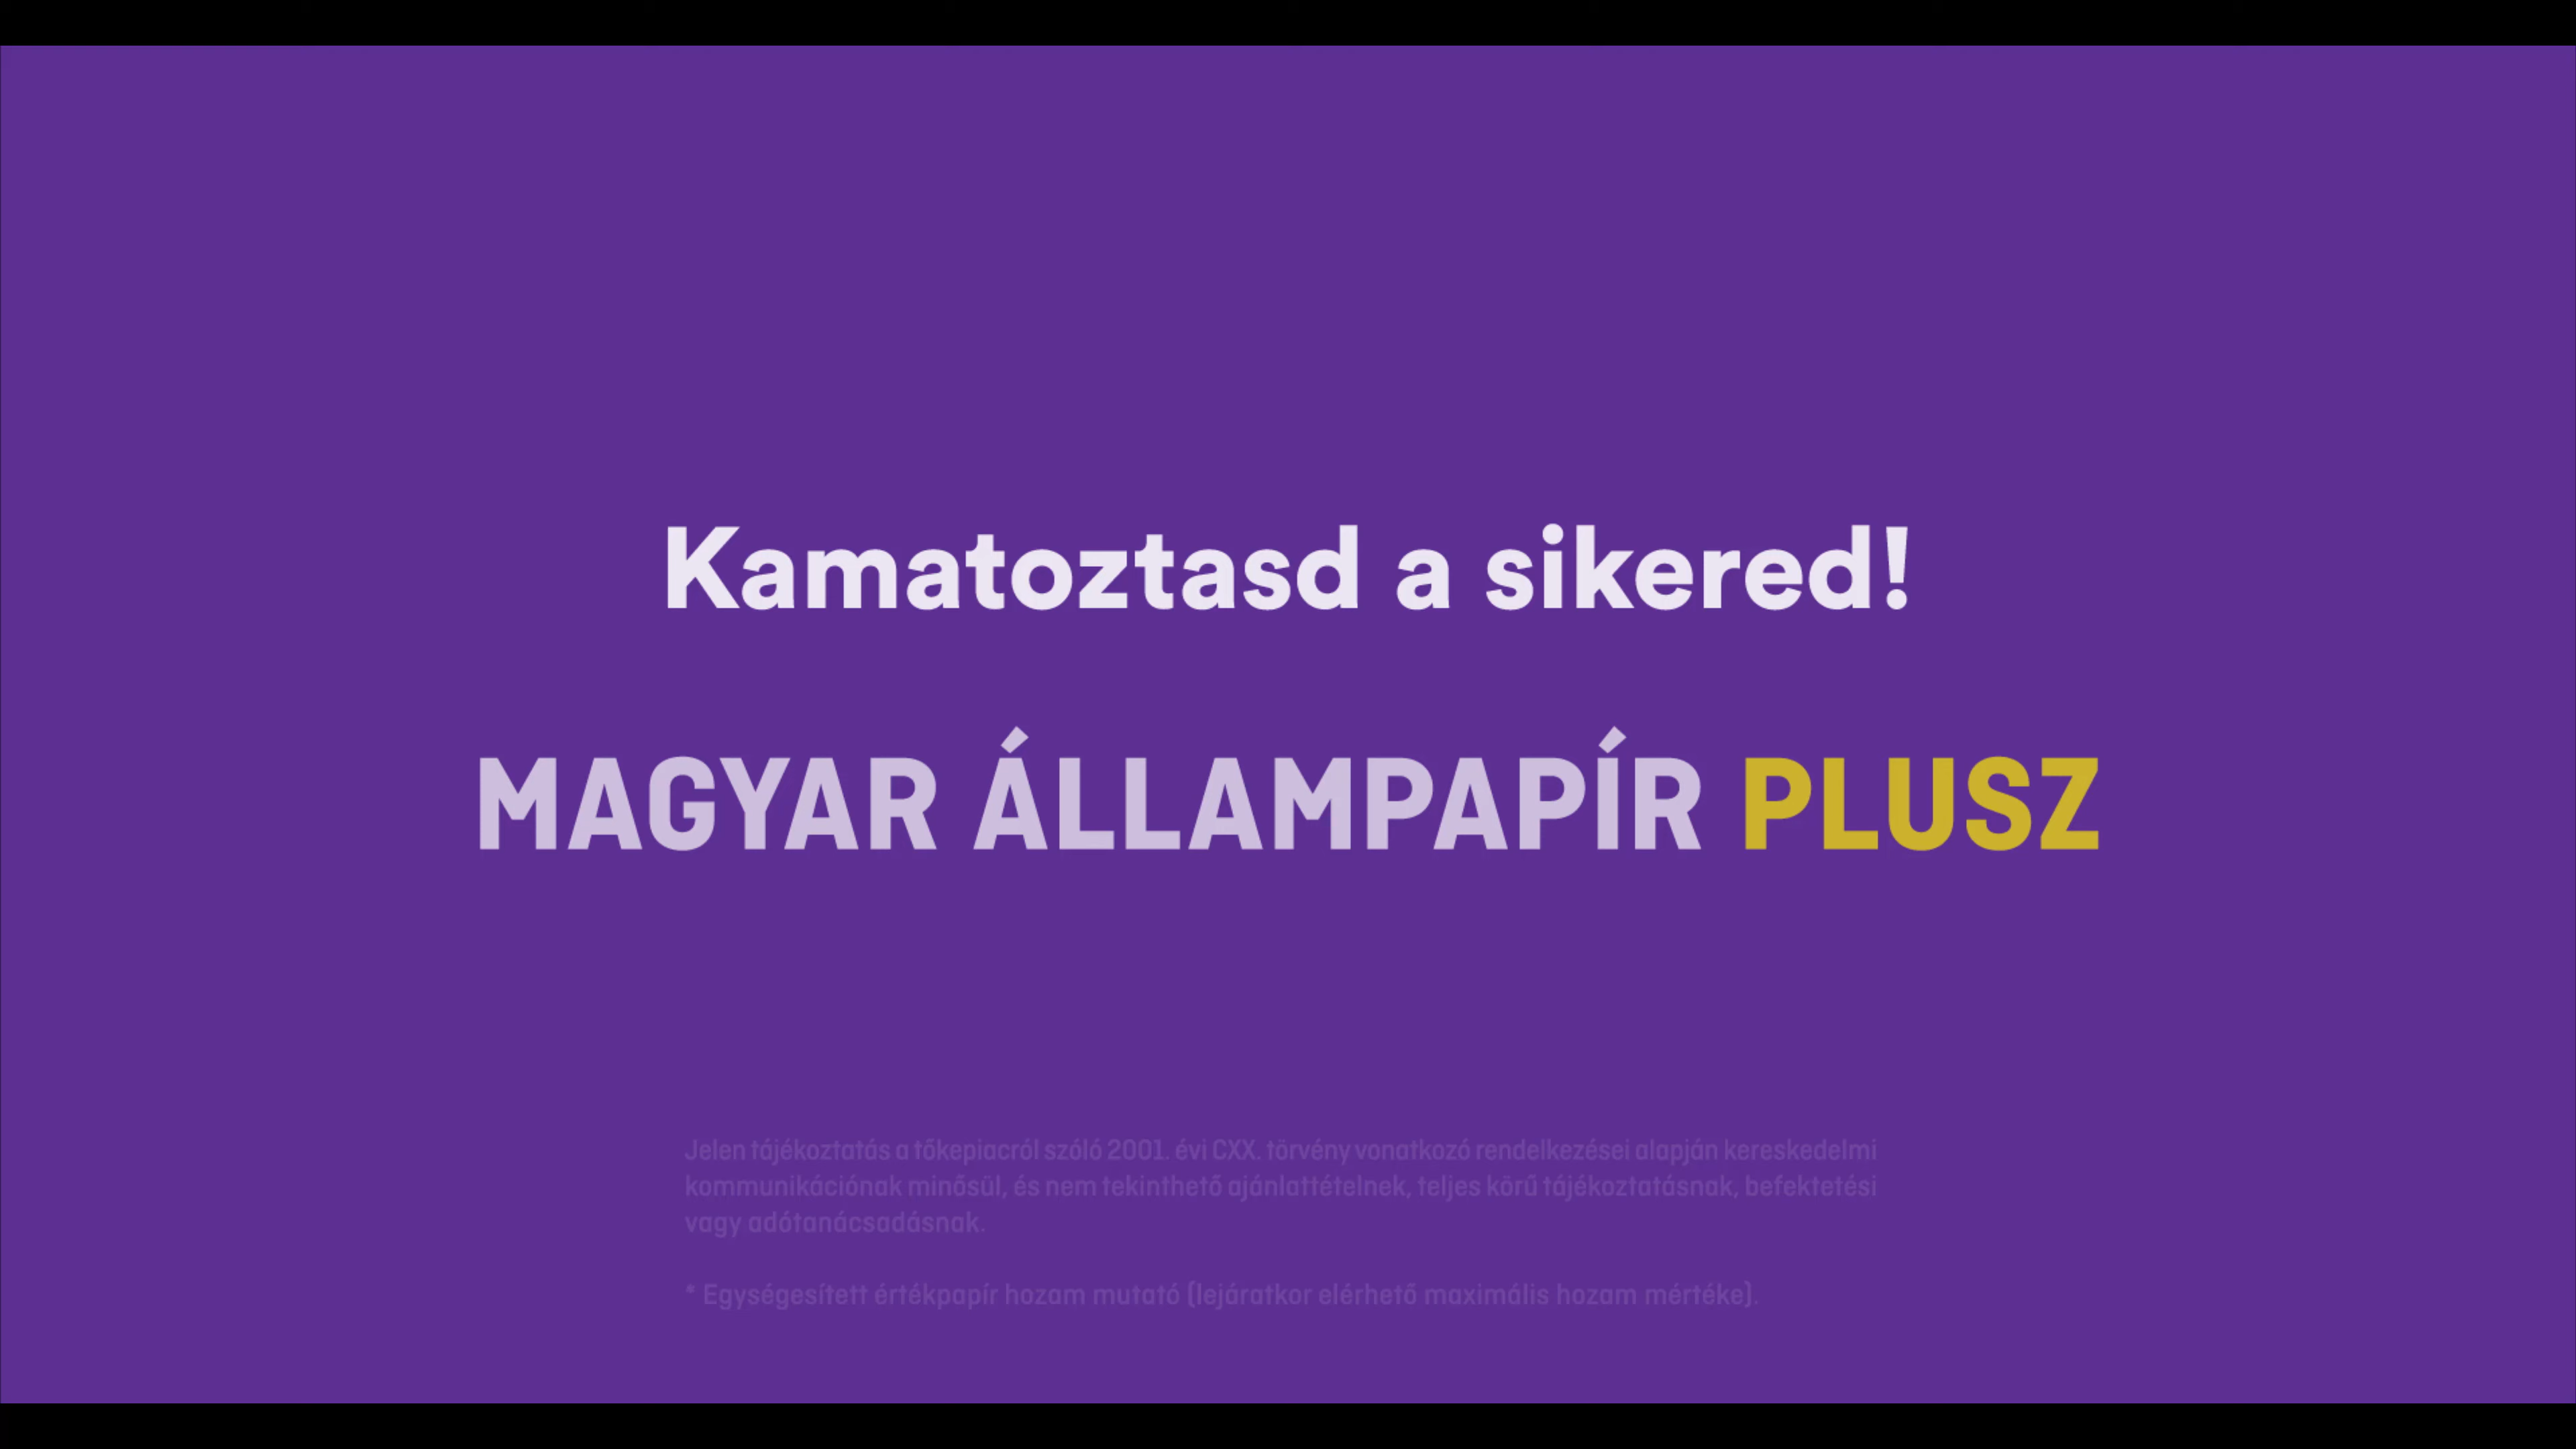 Kamatoztasd a sikered!
MAGYAR ÁLLAMPAPÍR PLUSZ
Jelen tájékoztatás a tőkepiacról szóló 2001. évi CXX. törvény vonatkozó rendelkezései alapján kereskedelmi
kommunikációnak minősül, és nem tekinthető ajánlattételnek, teljes körű tájékoztatásnak, befektetési
vagy adótanácsadásnak.
* Egységesített értékpapír hozam mutató (lejáratkor elérhető maximális hozam mértéke).